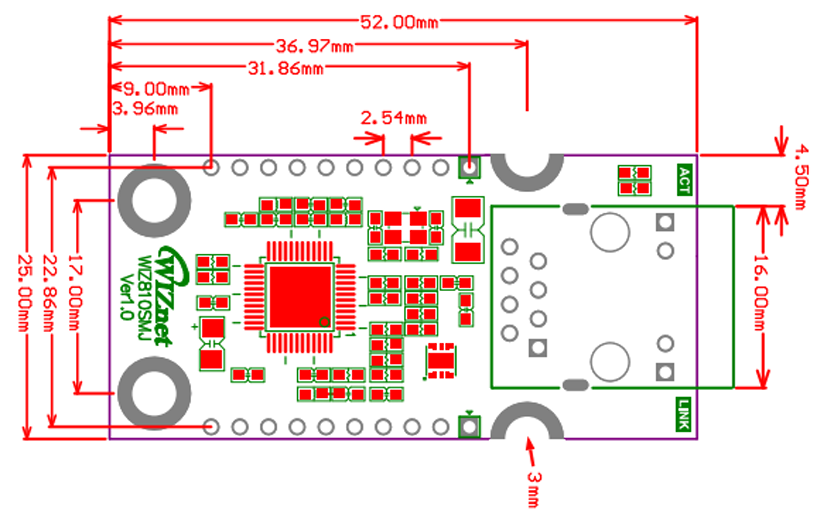 52.00mm
36.97mm
31.86mm
9.00mm
3.96mm
2.54mm
4.50mm
ACT
25.00mm
22.86mm
17.00mm
WIZnet
WIZ810SMJ
Ver1.0
+
1
16.00mm
LINK
3mm